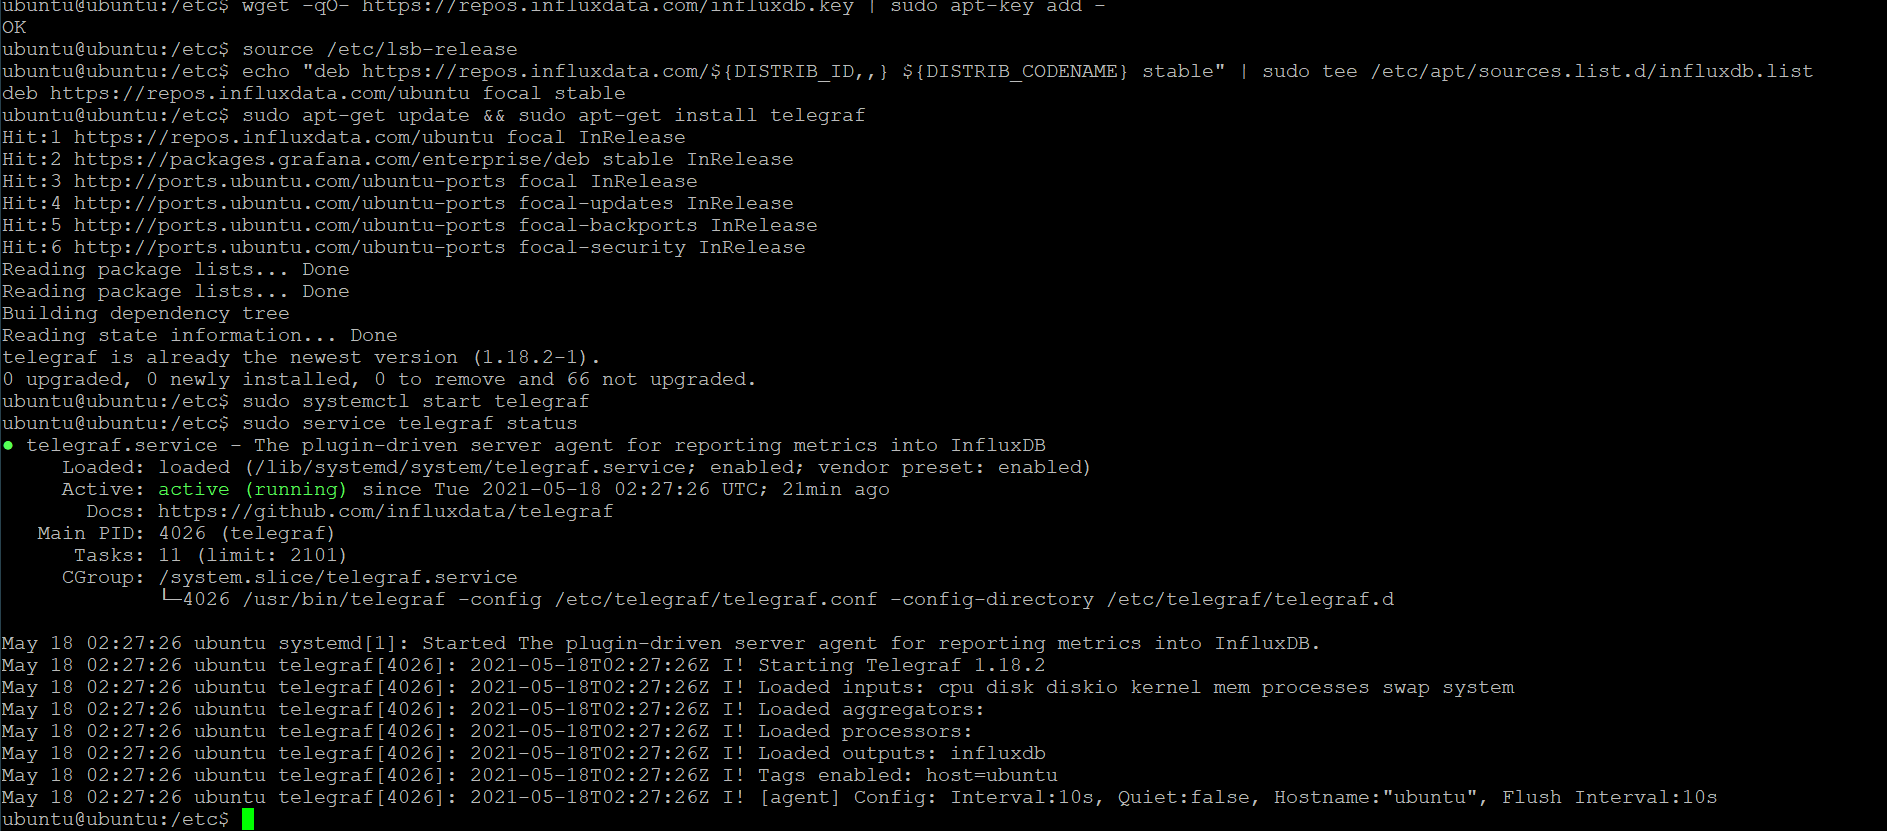 ubuntu@ubuntu:/etc$ wget -qO- https://repos.influxdata.com/influxdb.key | sudo apt-key add -
OK
ubuntu@ubuntu:/etc$ source /etc/lsb-release
ubuntu@ubuntu:/etc$ echo "deb https://repos.influxdata.com/${DISTRIB_ID,,} ${DISTRIB_CODENAME} stable" | sudo tee /etc/apt/sources.list.d/influxdb.list
deb https://repos.influxdata.com/ubuntu focal stable
ubuntu@ubuntu:/etc$ sudo apt-get update && sudo apt-get install telegraf
Hit:1 https://repos.influxdata.com/ubuntu focal InRelease
Hit:2 https://packages.grafana.com/enterprise/deb stable InRelease
Hit:3 http://ports.ubuntu.com/ubuntu-ports focal InRelease
Hit:4 http://ports.ubuntu.com/ubuntu-ports focal-updates InRelease
Hit:5 http://ports.ubuntu.com/ubuntu-ports focal-backports InRelease
Hit:6 http://ports.ubuntu.com/ubuntu-ports focal-security InRelease
Reading package lists... Done
Reading package lists... Done
Building dependency tree
Reading state information... Done
telegraf is already the newest version (1.18.2-1).
0 upgraded, 0 newly installed, 0 to remove and 66 not upgraded.
ubuntu@ubuntu:/etc$ sudo systemctl start telegraf
ubuntu@ubuntu:/etc$ sudo service telegraf status
● telegraf.service - The plugin-driven server agent for reporting metrics into InfluxDB
     Loaded: loaded (/lib/systemd/system/telegraf.service; enabled; vendor preset: enabled)
     Active: active (running) since Tue 2021-05-18 02:27:26 UTC; 21min ago
       Docs: https://github.com/influxdata/telegraf
   Main PID: 4026 (telegraf)
      Tasks: 11 (limit: 2101)
     CGroup: /system.slice/telegraf.service
             └─4026 /usr/bin/telegraf -config /etc/telegraf/telegraf.conf -config-directory /etc/telegraf/telegraf.d
May 18 02:27:26 ubuntu systemd[1]: Started The plugin-driven server agent for reporting metrics into InfluxDB.
May 18 02:27:26 ubuntu telegraf[4026]: 2021-05-18T02:27:26Z I! Starting Telegraf 1.18.2
May 18 02:27:26 ubuntu telegraf[4026]: 2021-05-18T02:27:26Z I! Loaded inputs: cpu disk diskio kernel mem processes swap system
May 18 02:27:26 ubuntu telegraf[4026]: 2021-05-18T02:27:26Z I! Loaded aggregators:
May 18 02:27:26 ubuntu telegraf[4026]: 2021-05-18T02:27:26Z I! Loaded processors:
May 18 02:27:26 ubuntu telegraf[4026]: 2021-05-18T02:27:26Z I! Loaded outputs: influxdb
May 18 02:27:26 ubuntu telegraf[4026]: 2021-05-18T02:27:26Z I! Tags enabled: host=ubuntu
May 18 02:27:26 ubuntu telegraf[4026]: 2021-05-18T02:27:26Z I! [agent] Config: Interval:10s, Quiet:false, Hostname:"ubuntu", Flush Interval:10s
ubuntu@ubuntu:/etc$